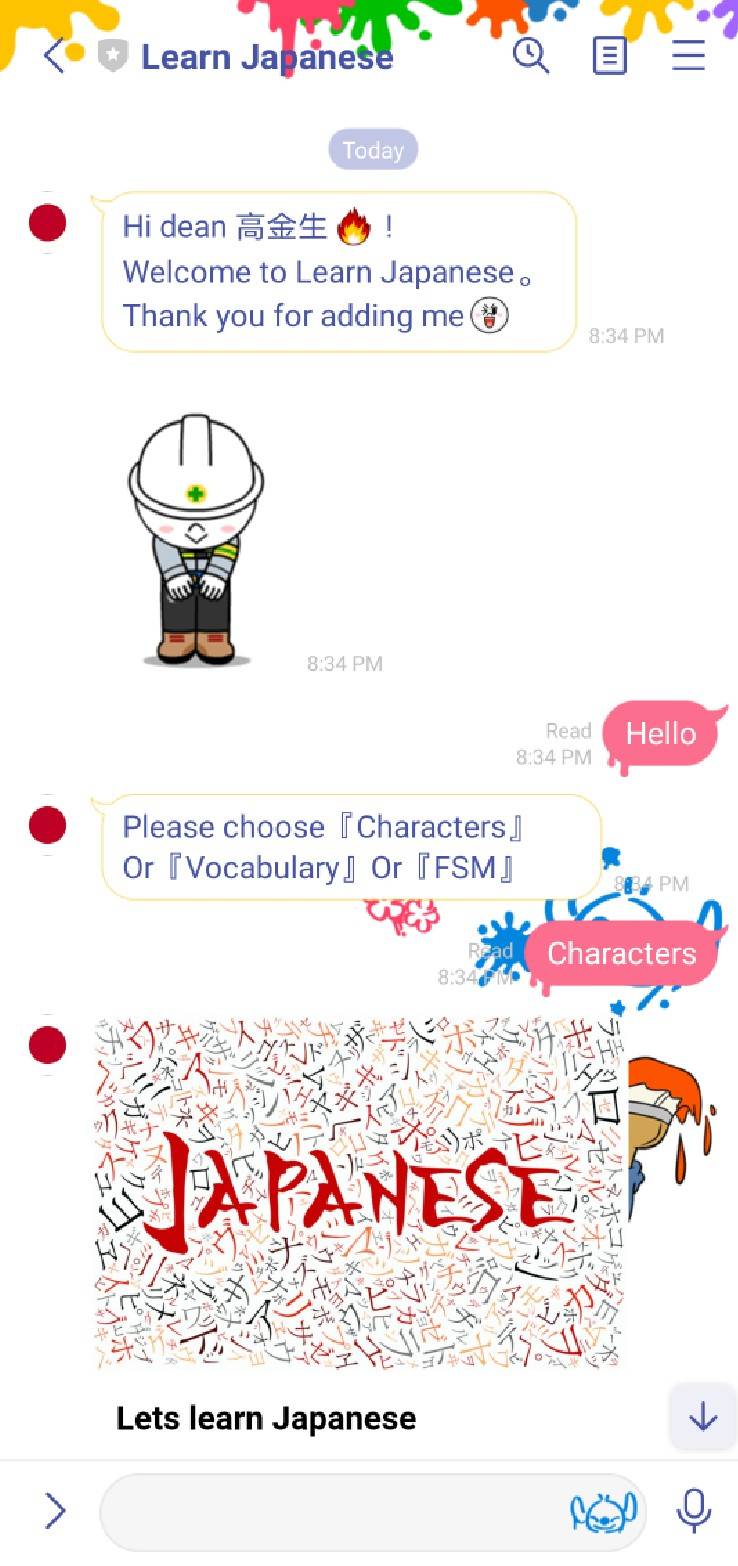 Learn Japanese
Today
Hi dean 高金生🔥！
Welcome to Learn Japanese。
Thank you for adding me
8:34 PM
8:34 PM
Hello
Read
8:34 PM
Please choose『Characters』
Or『Vocabulary』Or『FSM』
8:34 PM
Characters
Read
8:34 PM
JAPANESE
Lets learn Japanese